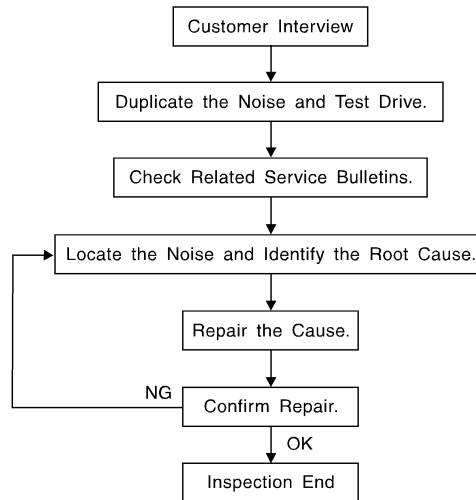 Customer Interview
Duplicate the Noise and Test Drive.
Check Related Service Bulletins.
Locate the Noise and Identify the Root Cause.
Repair the Cause.
NG
Confirm Repair.
OK
Inspection End